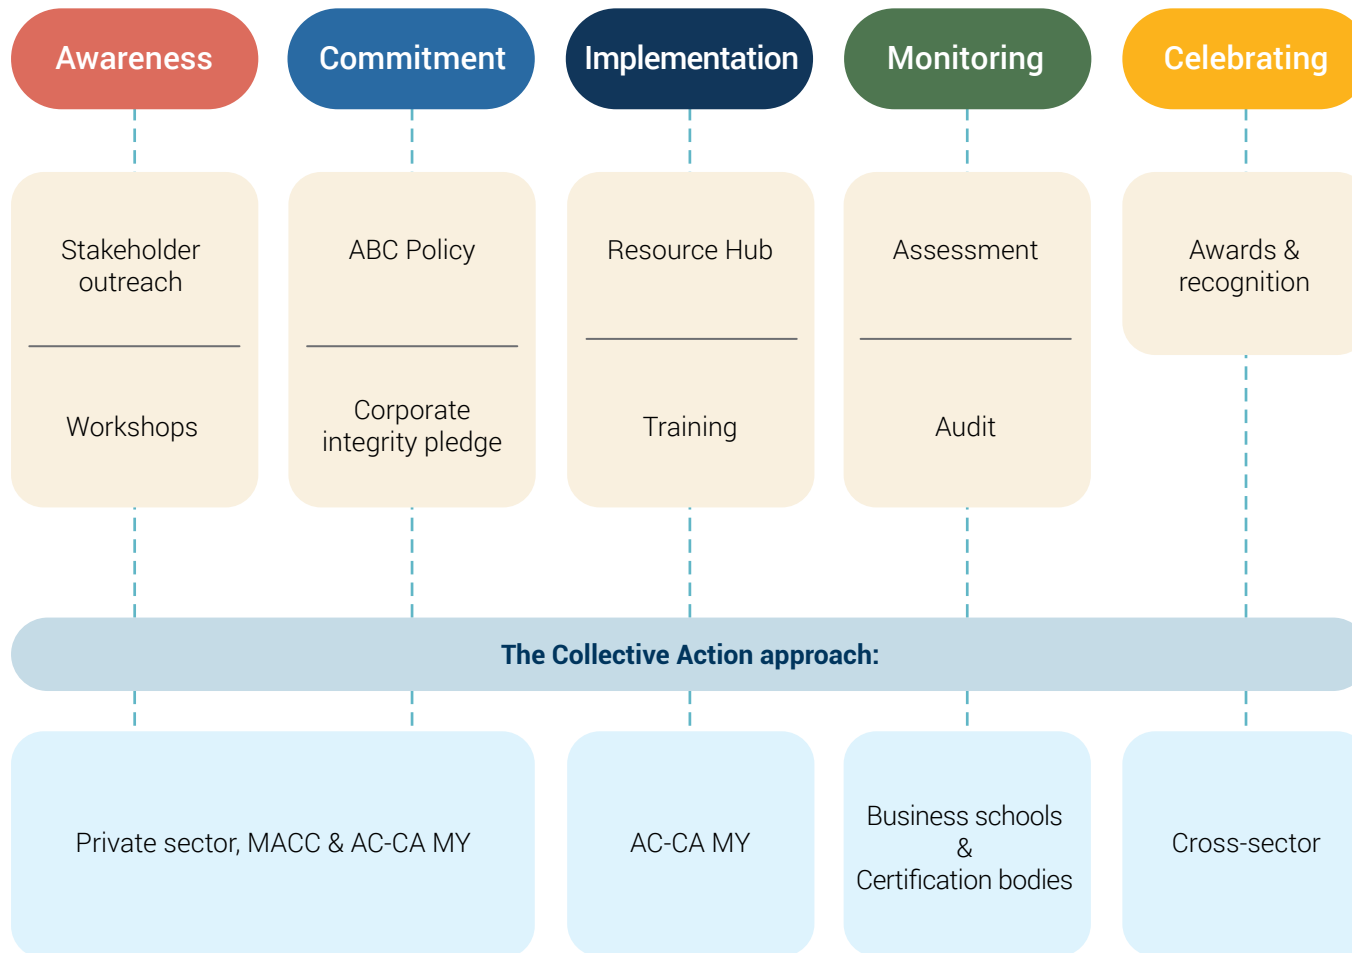 Awareness
Commitment
Implementation
Monitoring
Celebrating
Stakeholder
outreach
Workshops
ABC Policy
Corporate
integrity pledge
Resource Hub
Training
Assessment
Audit
Awards &
recognition
The Collective Action approach:
Private sector, MACC & AC-CA MY
AC-CA MY
Business schools
&
Certification bodies
Cross-sector